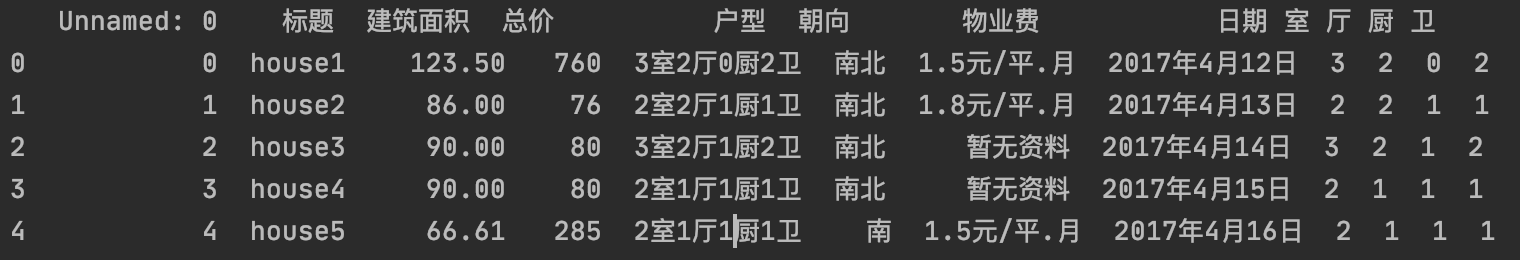 Unnamed: 0 标题 建筑面积 总价 户型 朝向 物业费 日期 室 厅 厨 卫
0 0 house1 123.50 760 3室2厅0厨2卫 南北 1.5元/平.月 2017年4月12日 3 2 0 2
1 1 house2 86.00 76 2室2厅1厨1卫 南北 1.8元/平.月 2017年4月13日 2 2 1 1
2 2 house3 90.00 80 3室2厅1厨2卫 南北 暂无资料 2017年4月14日 3 2 1 2
3 3 house4 90.00 80 2室1厅1厨1卫 南北 暂无资料 2017年4月15日 2 1 1 1
4 4 house5 66.61 285 2室1厅1厨1卫 南 1.5元/平.月 2017年4月16日 2 1 1 1